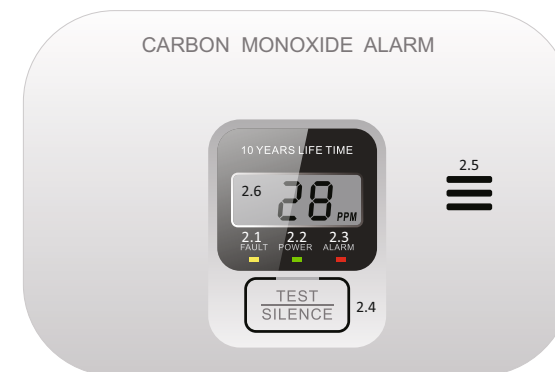 CARBON MONOXIDE ALARM
10 YEARS LIFE TIME
2.5
2.6 28 PPM
2.1 2.2 2.3
FAULT POWER ALARM
TEST
SILENCE
2.4